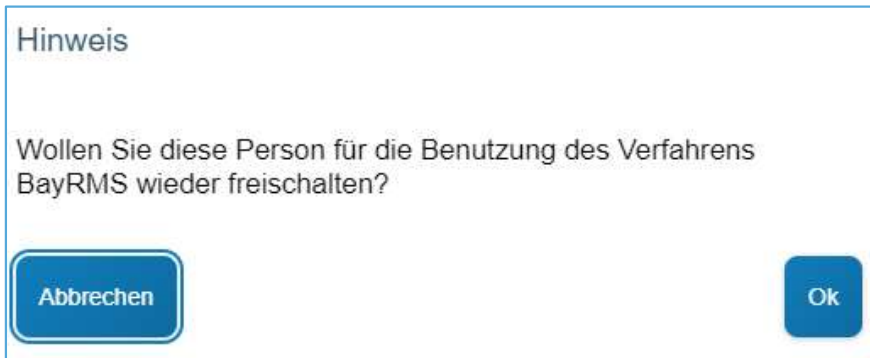 Hinweis
Wollen Sie diese Person für die Benutzung des Verfahrens
BayRMS wieder freischalten?
Abbrechen
Ok